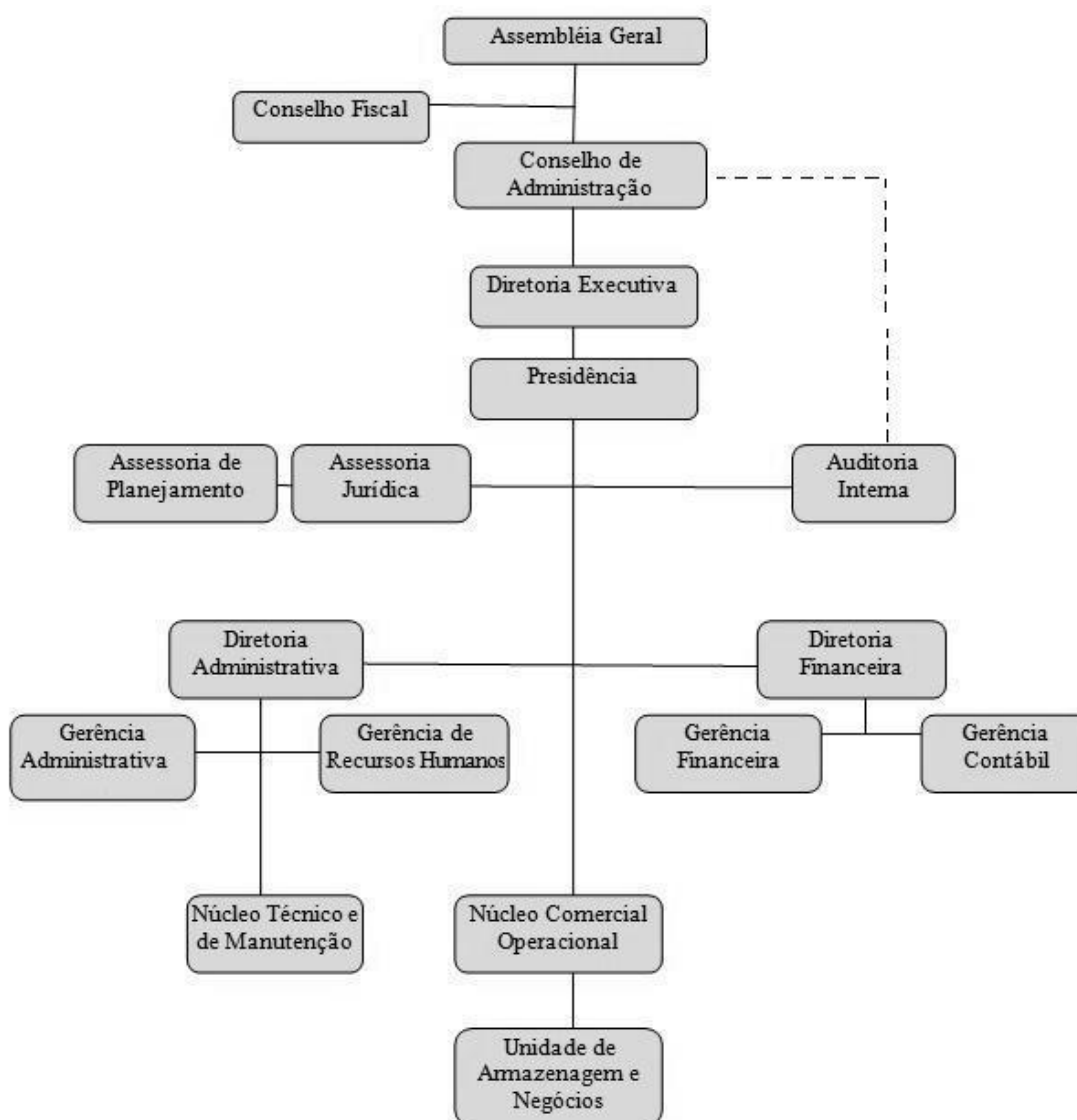 Assembléia Geral
Conselho Fiscal
Conselho de
Administração
Diretoria Executiva
Presidência
Assessoria de
Planejamento
Assessoria
Jurídica
Auditoria
Interna
Diretoria
Administrativa
Diretoria
Financeira
Gerência
Administrativa
Gerência de
Recursos Humanos
Gerência
Financeira
Gerência
Contábil
Núcleo Técnico e
de Manutenção
Núcleo Comercial
Operacional
Unidade de
Armazenagem e
Negócios